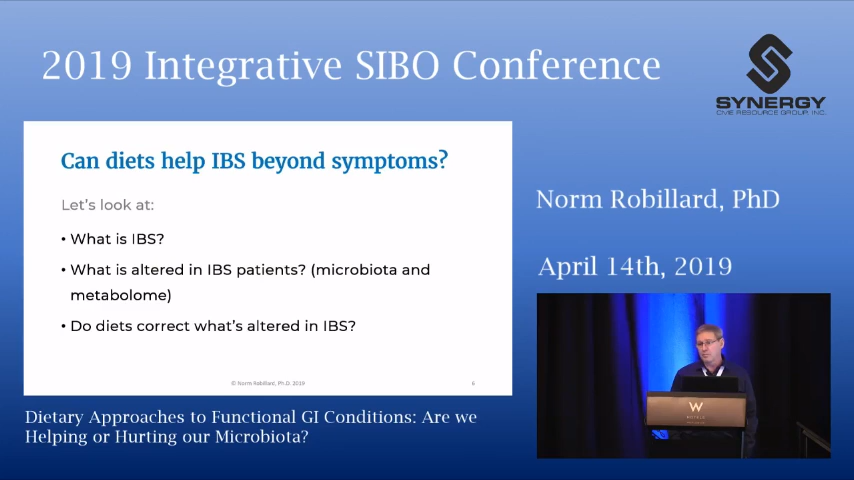 2019 Integrative SIBO Conference
SYNERGY
CME RESOURCE GROUP, INC.
Can diets help IBS beyond symptoms?
Let's look at:
• What is IBS?
• What is altered in IBS patients? (microbiota and
metabolome)
• Do diets correct what's altered in IBS?
© Norm Robillard, Ph.D. 2019
6
Norm Robillard, PhD
April 14th, 2019
W
HOTELS
Dietary Approaches to Functional GI Conditions: Are we
Helping or Hurting our Microbiota?